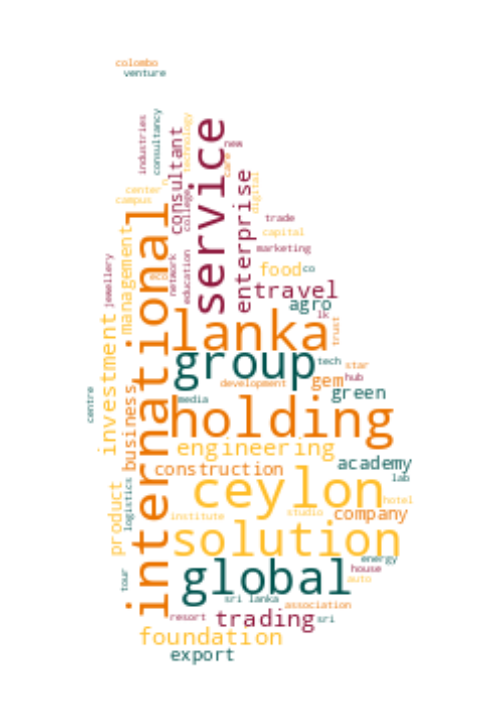 colombo
venture
industries
consultancy
technology
consultant
service
new
care
center
campus
college
enterprise
digital
trade
capital
marketing
international
management
jewellery
network
education
eco
food
co
travel
agro
lk
trust
lanka
group
tech
star
investment
development
gem
hub
green
centre
business
media
holding
engineering
construction
academy
lab
ceylon
hotel
product
logistics
institute
studio
company
solution
energy
global
house
auto
tour
sri lanka
association
resort
trading
sri
foundation
export